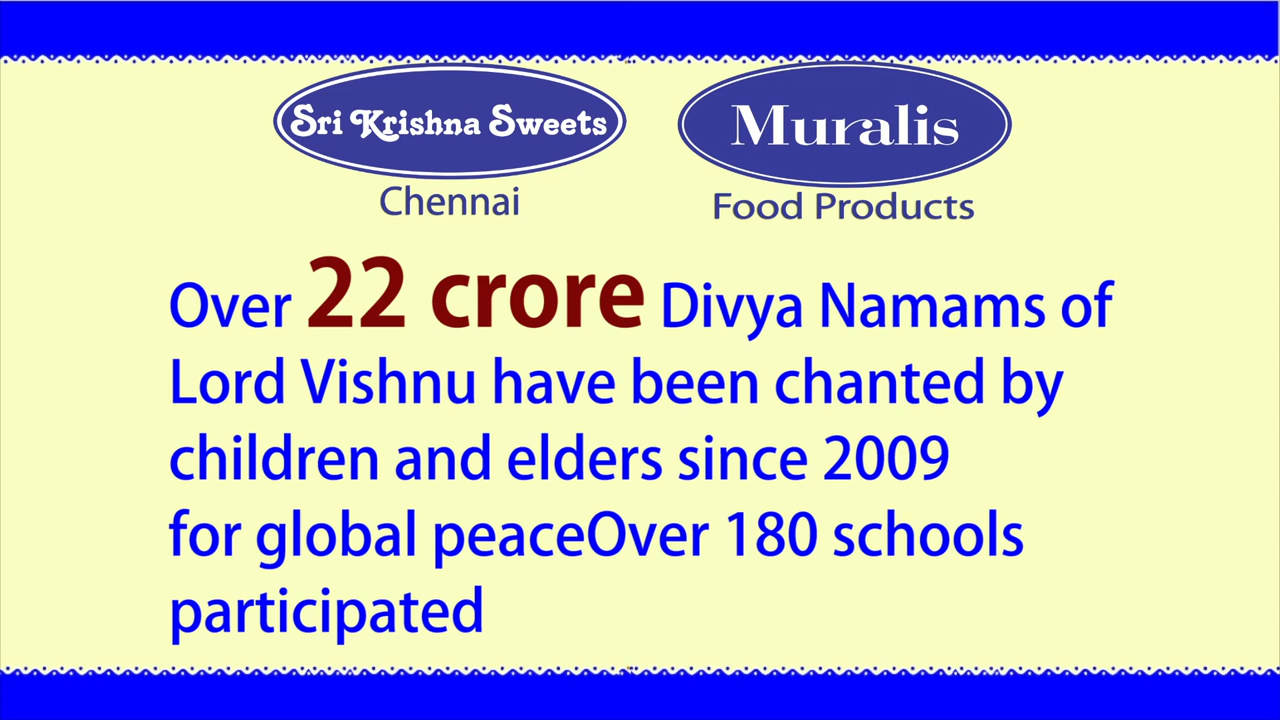 Sri Krishna Sweets
Chennai
Muralis
Food Products
Over 22 crore Divya Namams of
Lord Vishnu have been chanted by
children and elders since 2009
for global peaceOver 180 schools
participated